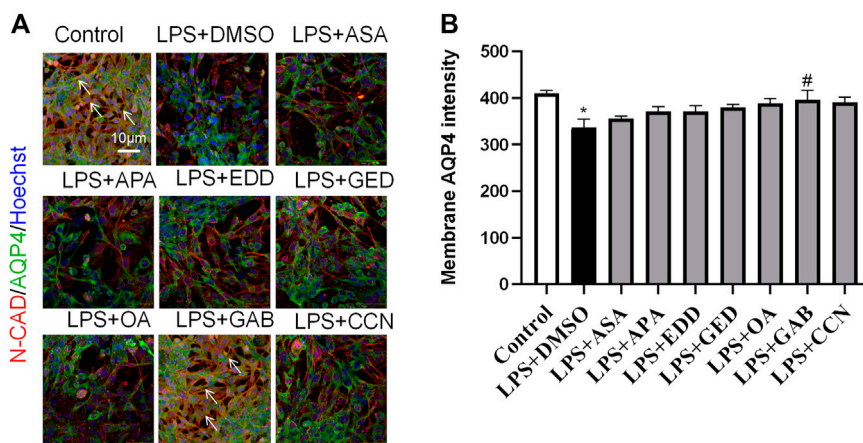 A
Control LPS+DMSO LPS+ASA
10μm
LPS+APA LPS+EDD LPS+GED
LPS+OA LPS+GAB LPS+CCN
N-CAD/AQP4/Hoechst
B
Membrane AQP4 intensity
500
400
300
200
100
0
*
#
Control
LPS+DMSO
LPS+ASA
LPS+APA
LPS+EDD
LPS+GED
LPS+OA
LPS+GAB
LPS+CCN